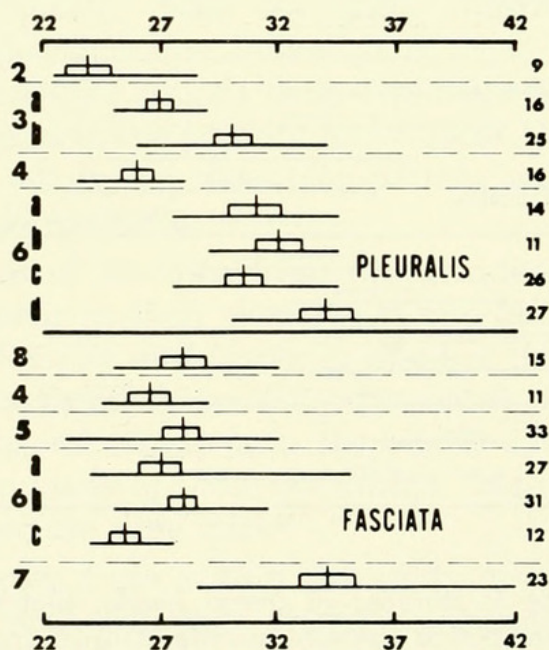 22 27 32 37 42
2 9
a 16
3
b 25
4 16
a 14
b 11
6
c 26
PLEURALIS
d 27
8 15
4 11
5 33
a 27
6 b 31
FASCIATA
c 12
7 23
22 27 32 37 42